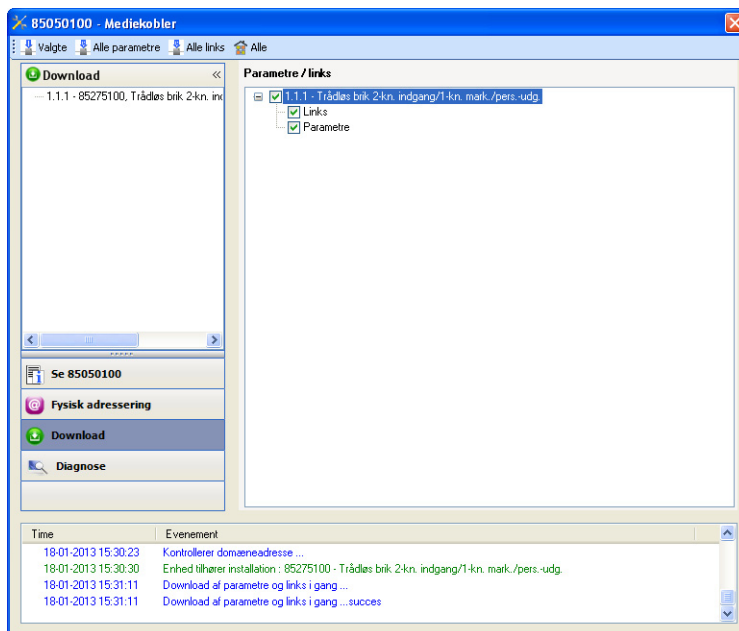 85050100 - Mediekobler
Valgte Alle parametre Alle links Alle
Download «
1.1.1 - 85275100, Trådløs brik 2-kn. in
Parametre / links
1.1.1 - Trådløs brik 2-kn. indgang/1-kn. mark./pers.-udg.
Links
Parametre
Se 85050100
Fysisk adressering
Download
Diagnose
Time Evenement
18-01-2013 15:30:23 Kontrollerer domæneadresse ...
18-01-2013 15:30:30 Enhed tilhører installation : 85275100 - Trådløs brik 2-kn. indgang/1-kn. mark./pers.-udg.
18-01-2013 15:31:11 Download af parametre og links i gang ...
18-01-2013 15:31:11 Download af parametre og links i gang ...succes